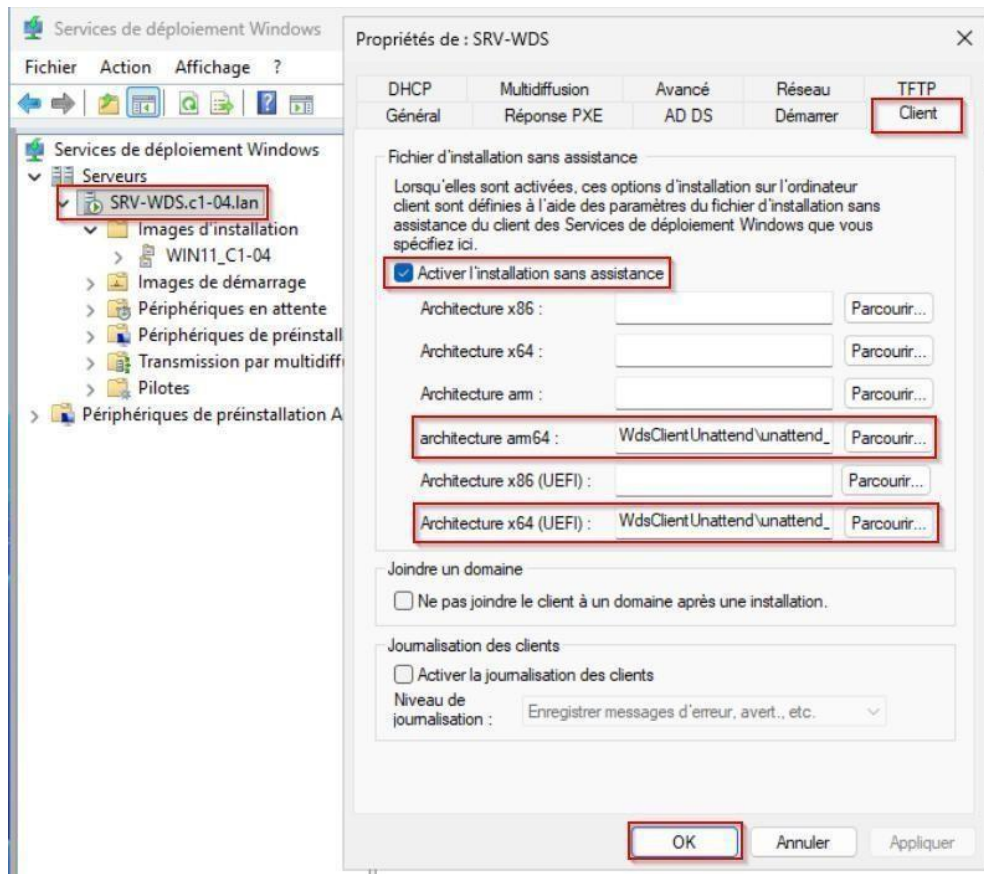 Services de déploiement Windows
Fichier Action Affichage ?
Services de déploiement Windows
Serveurs
SRV-WDS.c1-04.lan
Images d'installation
WIN11_C1-04
Images de démarrage
Périphériques en attente
Périphériques de préinstall
Transmission par multidiff
Pilotes
Périphériques de préinstallation A
Propriétés de : SRV-WDS
DHCP Multidiffusion Avancé Réseau TFTP
Général Réponse PXE AD DS Démarrer Client
Fichier d'installation sans assistance
Lorsqu'elles sont activées, ces options d'installation sur l'ordinateur
client sont définies à l'aide des paramètres du fichier d'installation sans
assistance du client des Services de déploiement Windows que vous
spécifiez ici.
Activer l'installation sans assistance
Architecture x86 : Parcourir...
Architecture x64 : Parcourir...
Architecture arm : Parcourir...
architecture arm64 : WdsClientUnattend\unattend_ Parcourir...
Architecture x86 (UEFI) : Parcourir...
Architecture x64 (UEFI) : WdsClientUnattend\unattend_ Parcourir...
Joindre un domaine
Ne pas joindre le client à un domaine après une installation.
Journalisation des clients
Activer la journalisation des clients
Niveau de
journalisation : Enregistrer messages d'erreur, avert., etc.
OK Annuler Appliquer